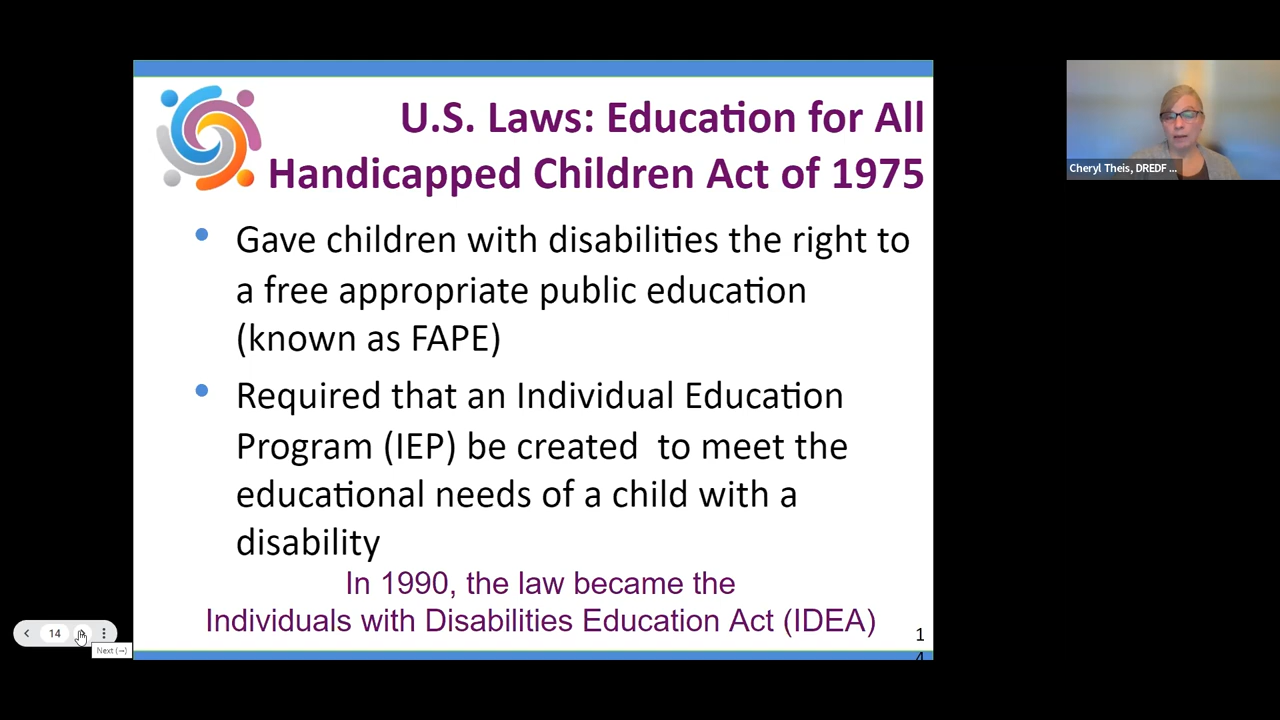 U.S. Laws: Education for All
Handicapped Children Act of 1975
• Gave children with disabilities the right to
a free appropriate public education
(known as FAPE)
• Required that an Individual Education
Program (IEP) be created  to meet the
educational needs of a child with a
disability
In 1990, the law became the
Individuals with Disabilities Education Act (IDEA)
1
4
Cheryl Theis, DREDF ...
14
Next (→)